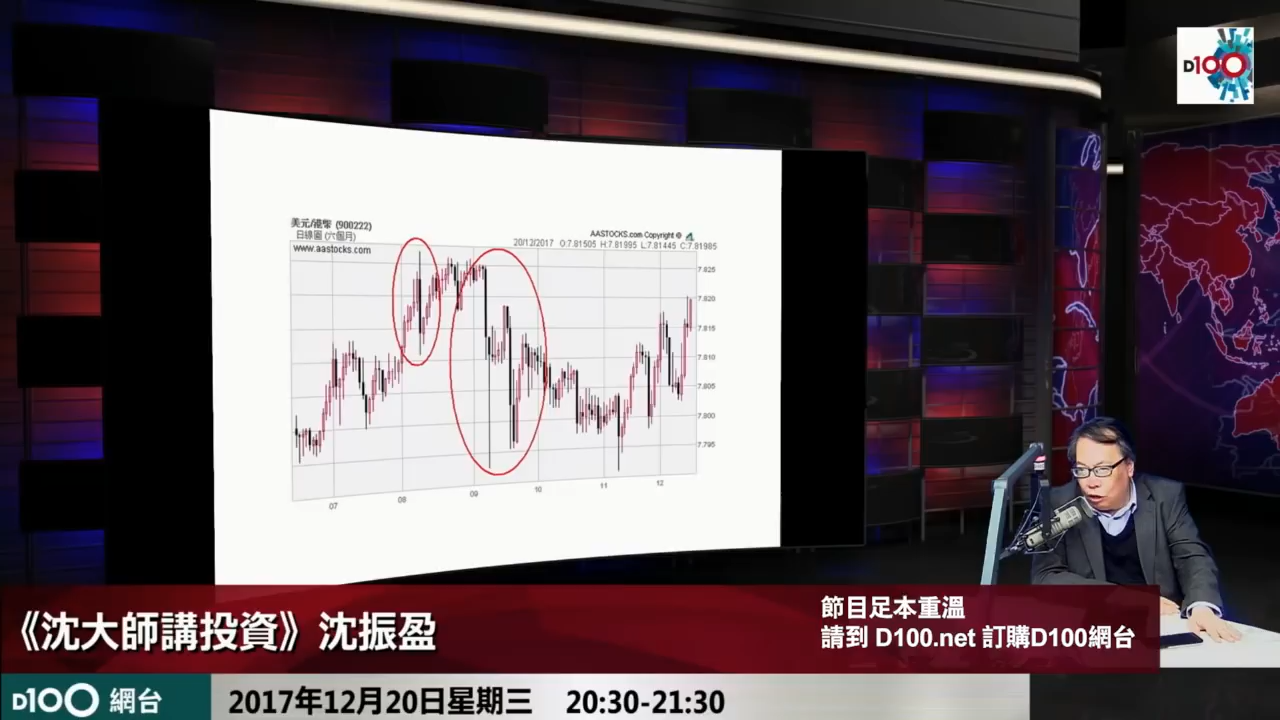 D100
美元/港幣 (900222)
日線圖 (六個月)
www.aastocks.com
AASTOCKS.com Copyright ©
20/12/2017 O:7.81505 H:7.81995 L:7.81445 C:7.81985
7.825
7.820
7.815
7.810
7.805
7.800
7.795
07 08 09 10 11 12
《沈大師講投資》沈振盈
節目足本重溫
請到 D100.net 訂購D100網台
D100 網台
2017年12月20日星期三 20:30-21:30